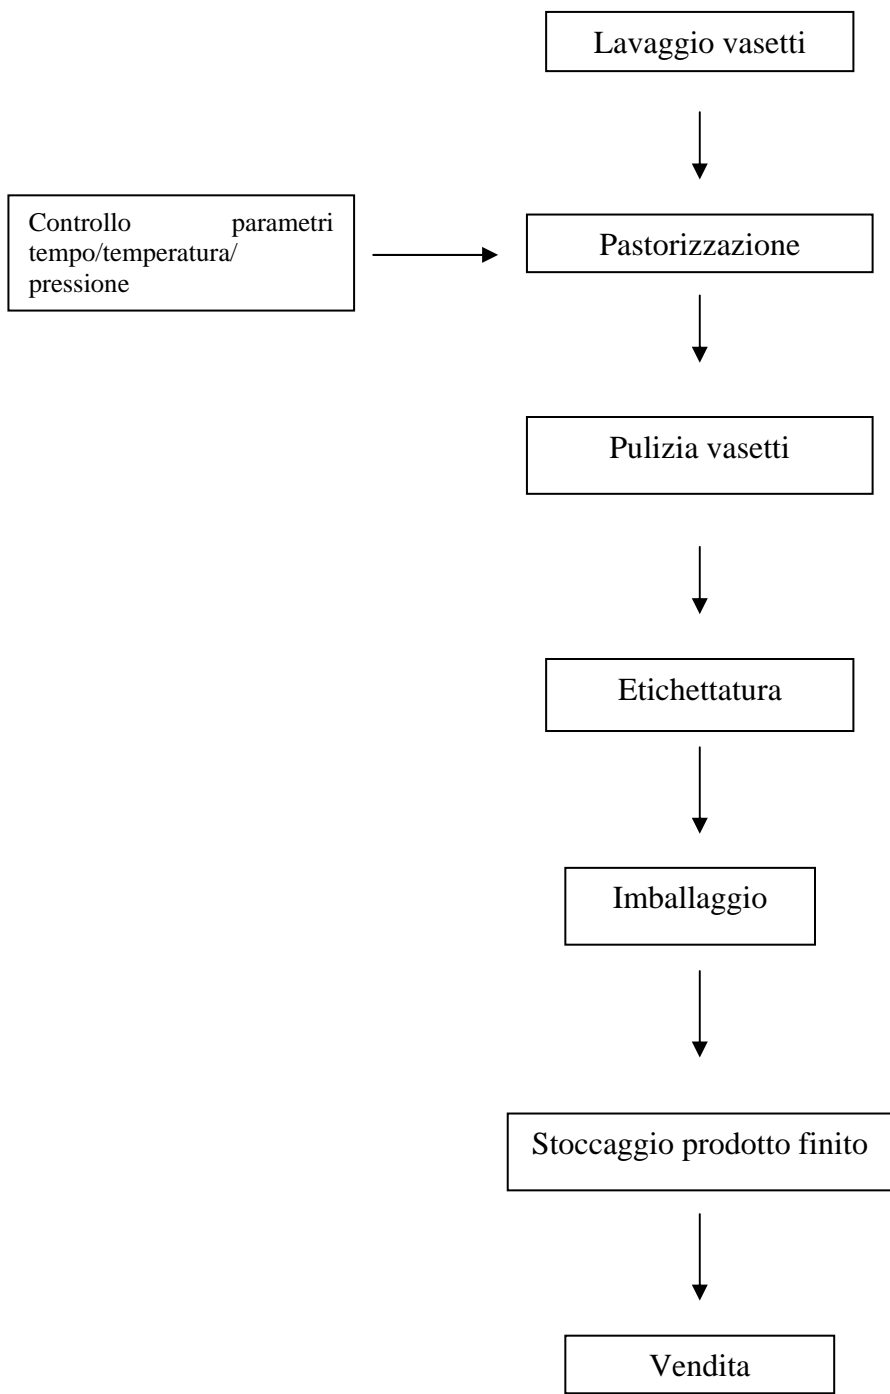 Lavaggio vasetti
Controllo parametri
tempo/temperatura/
pressione
Pastorizzazione
Pulizia vasetti
Etichettatura
Imballaggio
Stoccaggio prodotto finito
Vendita